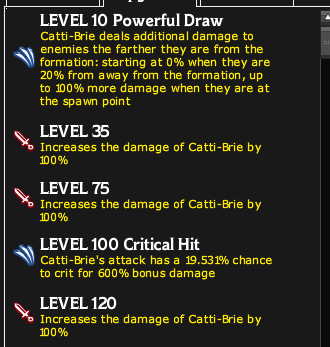 LEVEL 10 Powerful Draw
Catti-Brie deals additional damage to
enemies the farther they are from the
formation: starting at 0% when they are
20% from away from the formation, up
to 100% more damage when they are at
the spawn point
LEVEL 35
Increases the damage of Catti-Brie by
100%
LEVEL 75
Increases the damage of Catti-Brie by
100%
LEVEL 100 Critical Hit
Catti-Brie's attack has a 19.531% chance
to crit for 600% bonus damage
LEVEL 120
Increases the damage of Catti-Brie by
100%